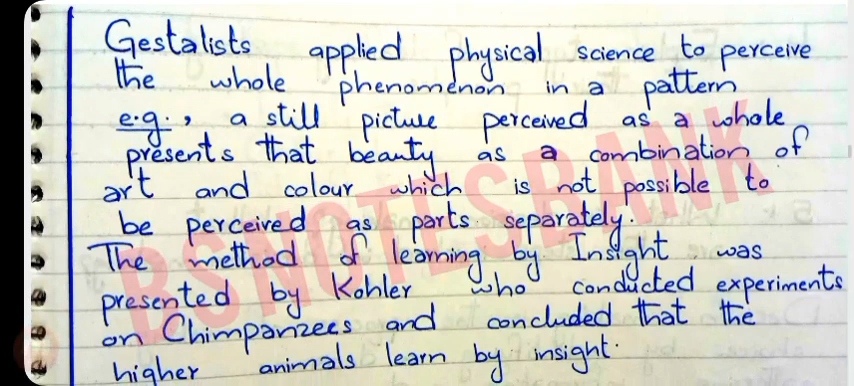 Gestalists applied physical science to perceive
the whole phenomenon in a pattern
e.g., a still picture perceived as a whole
presents that beauty as a combination of
art and colour which is not possible to
be perceived as parts separately.
The method of learning by Insight was
presented by Kohler who conducted experiments
on Chimpanzees and concluded that the
higher animals learn by insight.
BSNOTESBANK